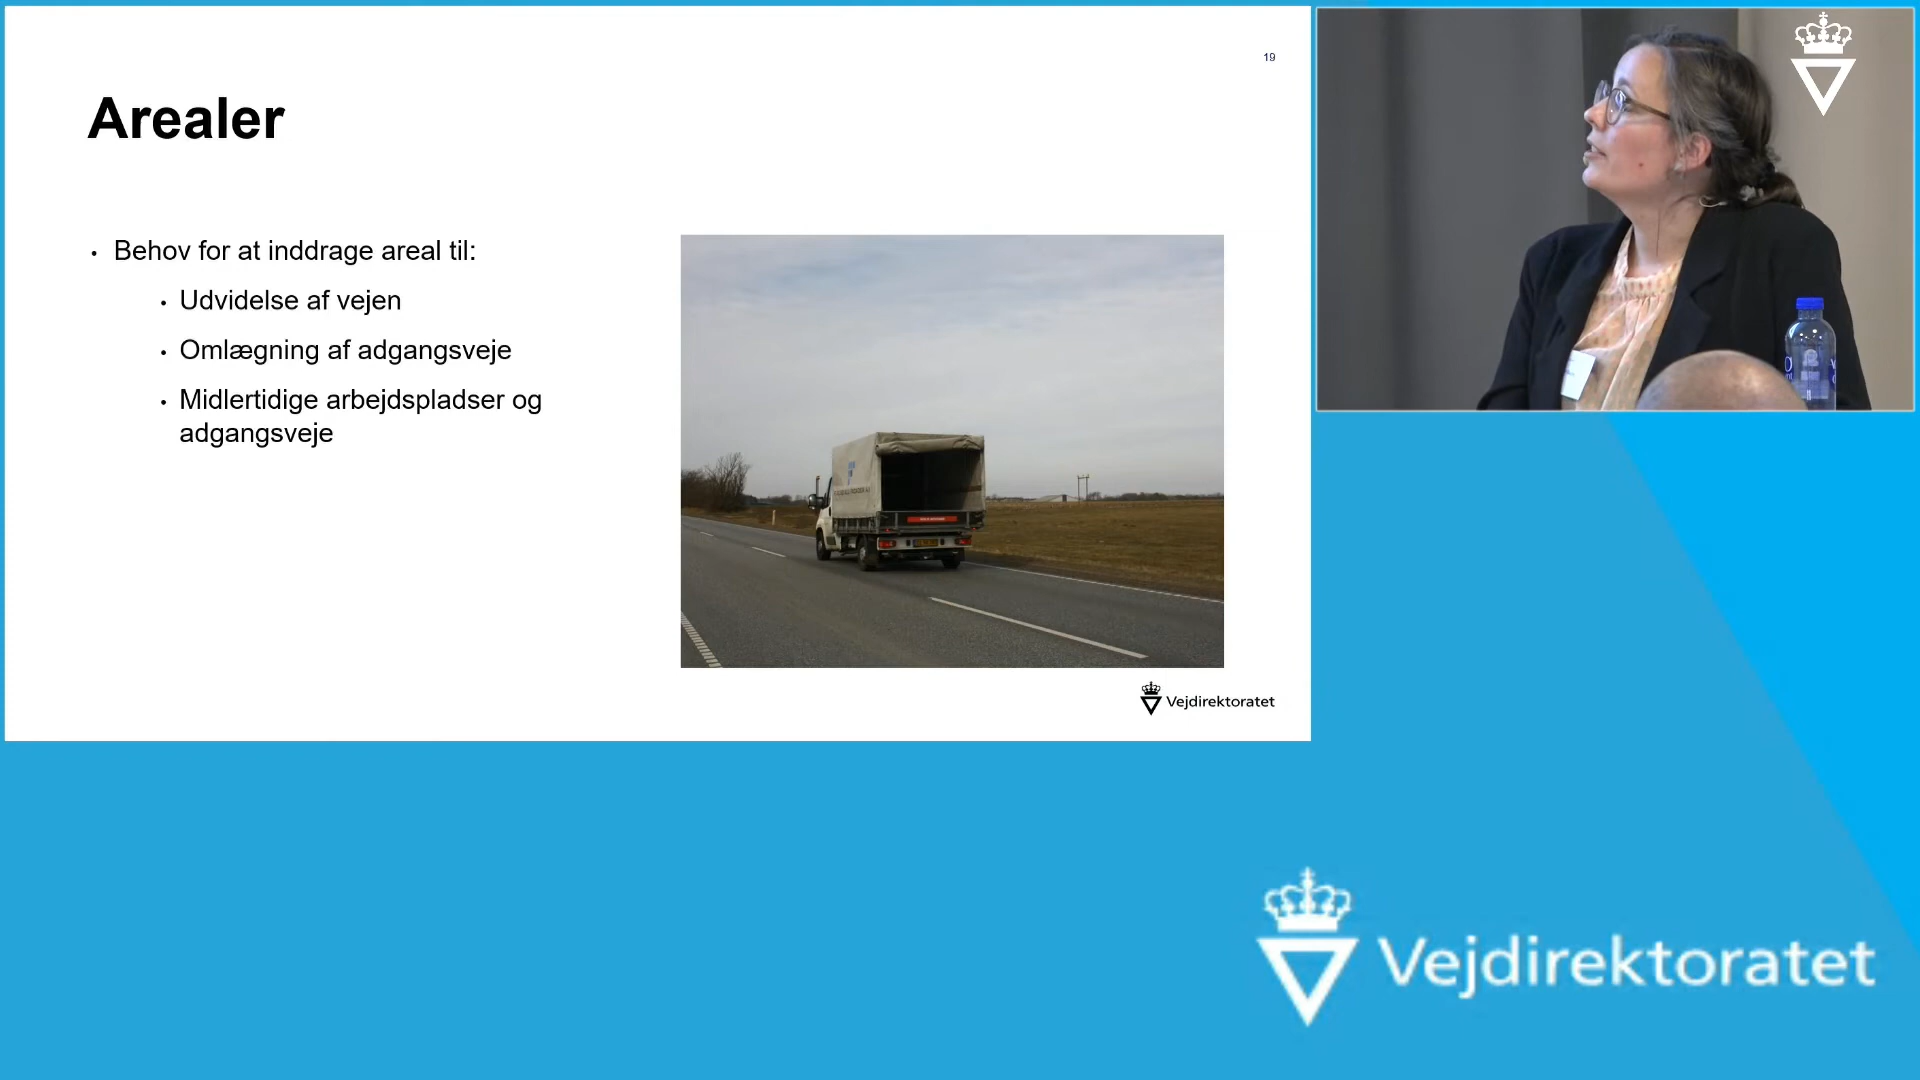 19
Arealer
• Behov for at inddrage areal til:
• Udvidelse af vejen
• Omlægning af adgangsveje
• Midlertidige arbejdspladser og
adgangsveje
Vejdirektoratet
Vejdirektoratet